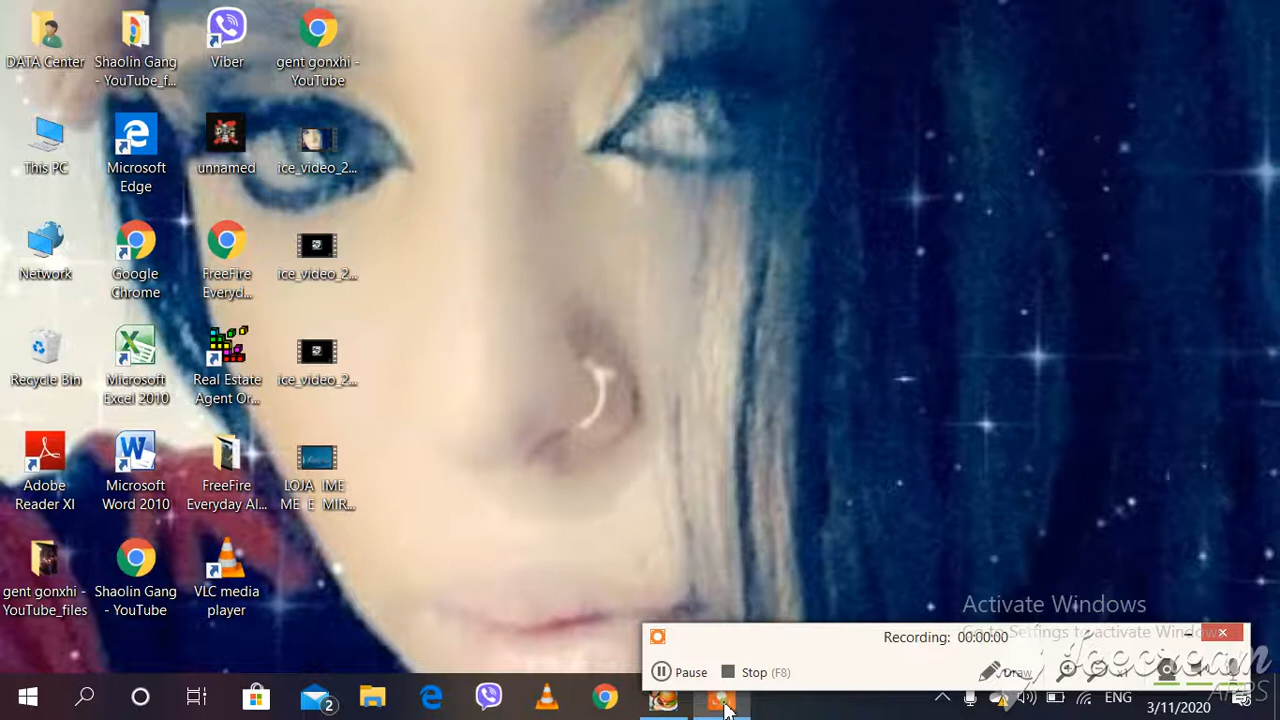 DATA Center
Shaolin Gang
- YouTube_f...
Viber
gent gonxhi -
YouTube
This PC
Microsoft
Edge
unnamed
ice_video_2...
Network
Google
Chrome
FreeFire
Everyd...
ice_video_2...
Recycle Bin
Microsoft
Excel 2010
Real Estate
Agent Or...
ice_video_2...
Adobe
Reader XI
Microsoft
Word 2010
FreeFire
Everyday Al...
LOJA IME
ME E MIR...
gent gonxhi -
YouTube_files
Shaolin Gang
- YouTube
VLC media
player
Activate Windows
Go to Settings to activate Windows
Recording: 00:00:00
Pause
Stop (F8)
Draw
x1
icecream
APPS
2
ENG
3/11/2020